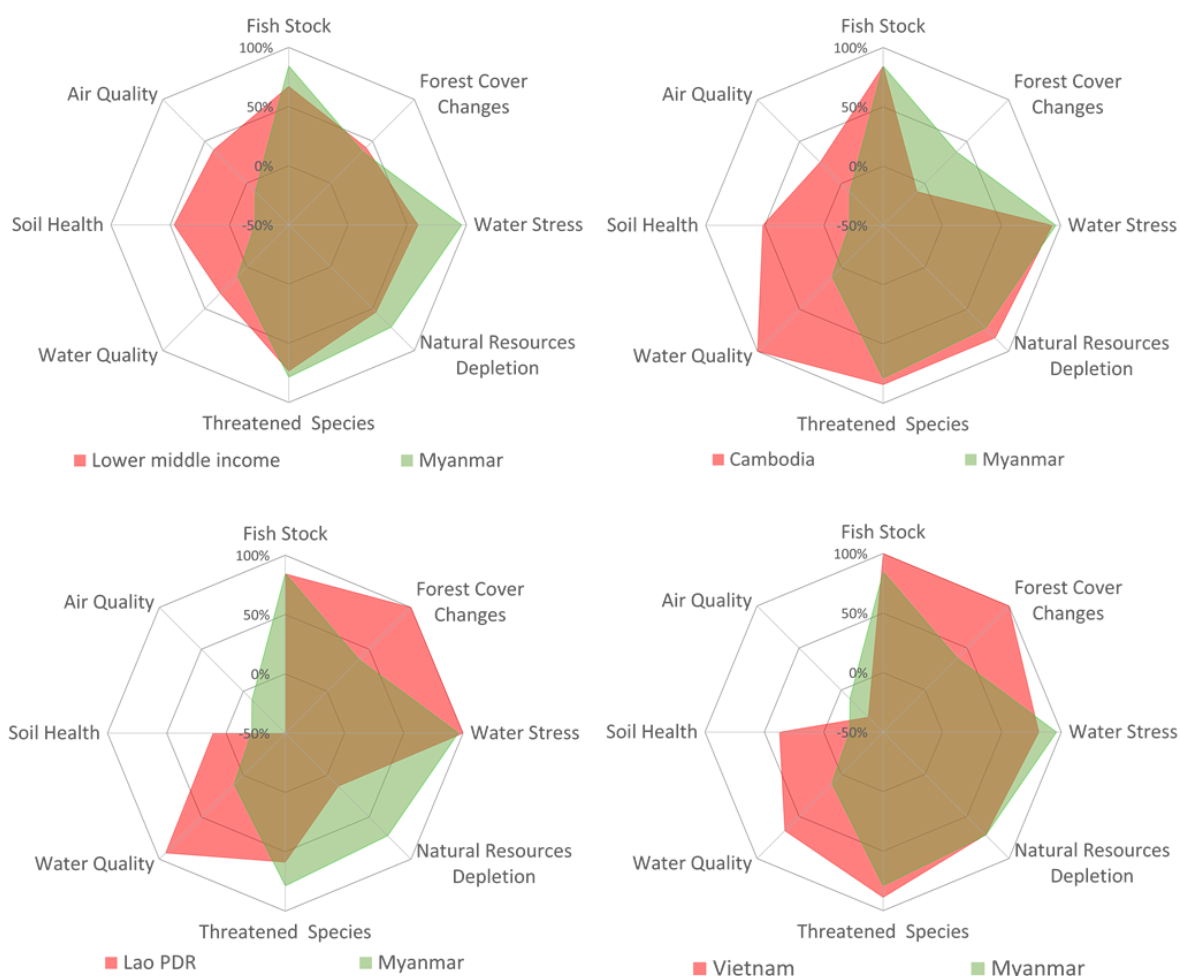 Fish Stock
100%
Forest Cover
Changes
Air Quality
50%
0%
Soil Health
-50%
Water Stress
Water Quality
Natural Resources
Depletion
Threatened Species
Lower middle income
Myanmar
Fish Stock
100%
Forest Cover
Changes
Air Quality
50%
0%
Soil Health
-50%
Water Stress
Water Quality
Natural Resources
Depletion
Threatened Species
Cambodia
Myanmar
Fish Stock
100%
Forest Cover
Changes
Air Quality
50%
0%
Soil Health
-50%
Water Stress
Water Quality
Natural Resources
Depletion
Threatened Species
Lao PDR
Myanmar
Fish Stock
100%
Forest Cover
Changes
Air Quality
50%
0%
Soil Health
-50%
Water Stress
Water Quality
Natural Resources
Depletion
Threatened Species
Vietnam
Myanmar